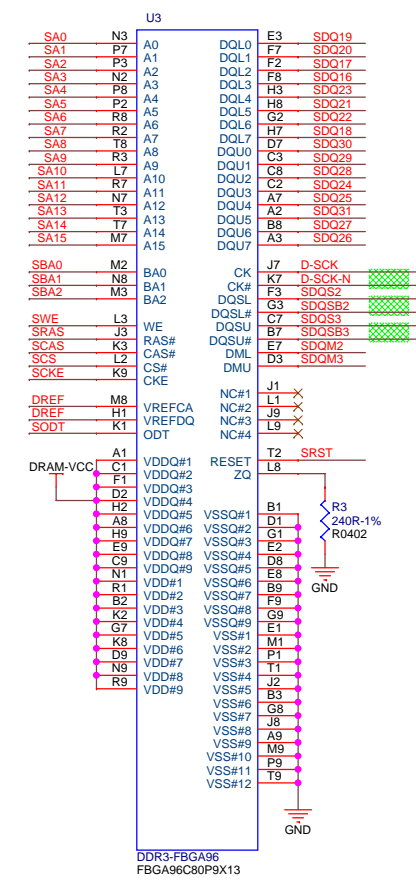 U3
SA0 N3 A0 DQL0 E3 SDQ19
SA1 P7 A1 DQL1 F7 SDQ20
SA2 P3 A2 DQL2 F2 SDQ17
SA3 N2 A3 DQL3 F8 SDQ16
SA4 P8 A4 DQL4 H3 SDQ23
SA5 P2 A5 DQL5 H8 SDQ21
SA6 R8 A6 DQL6 G2 SDQ22
SA7 R2 A7 DQL7 H7 SDQ18
SA8 T8 A8 DQU0 D7 SDQ30
SA9 R3 A9 DQU1 C3 SDQ29
SA10 L7 A10 DQU2 C8 SDQ28
SA11 R7 A11 DQU3 C2 SDQ24
SA12 N7 A12 DQU4 A7 SDQ25
SA13 T3 A13 DQU5 A2 SDQ31
SA14 T7 A14 DQU6 B8 SDQ27
SA15 M7 A15 DQU7 A3 SDQ26
SBA0 M2 BA0 CK J7 D-SCK
SBA1 N8 BA1 CK# K7 D-SCK-N
SBA2 M3 BA2 DQSL F3 SDQS2
DQSL# G3 SDQSB2
SWE L3 WE DQSU C7 SDQS3
SRAS J3 RAS# DQSU# B7 SDQSB3
SCAS K3 CAS# DML E7 SDQM2
SCS L2 CS# DMU D3 SDQM3
SCKE K9 CKE
NC#1 J1
DREF M8 VREFCA NC#2 L1
DREF H1 VREFDQ NC#3 J9
SODT K1 ODT NC#4 L9
A1 VDDQ#1 RESET T2 SRST
DRAM-VCC C1 VDDQ#2 ZQ L8
F1 VDDQ#3
D2 VDDQ#4
H2 VDDQ#5 VSSQ#1 B1 R3
A8 VDDQ#6 VSSQ#2 D1 240R-1%
H9 VDDQ#7 VSSQ#3 G1 R0402
E9 VDDQ#8 VSSQ#4 E2
C9 VDDQ#9 VSSQ#5 D8
N1 VDD#1 VSSQ#6 E8 GND
R1 VDD#2 VSSQ#7 B9
B2 VDD#3 VSSQ#8 F9
K2 VDD#4 VSSQ#9 G9
G7 VDD#5 VSS#1 E1
K8 VDD#6 VSS#2 M1
D9 VDD#7 VSS#3 P1
N9 VDD#8 VSS#4 T1
R9 VDD#9 VSS#5 J2
VSS#6 B3
VSS#7 G8
VSS#8 J8
VSS#9 A9
VSS#10 M9
VSS#11 P9
VSS#12 T9
GND
DDR3-FBGA96
FBGA96C80P9X13